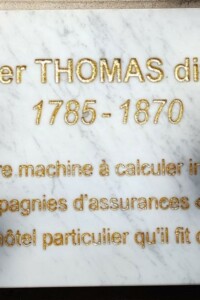 er THOMAS di
1785 - 1870
re machine à calculer in
pagnies d'assurances
hôtel particulier qu'il fit